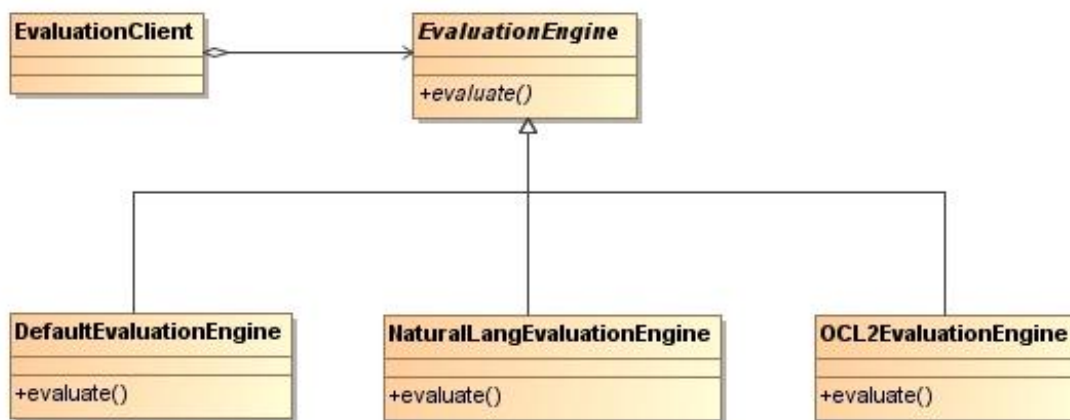 EvaluationClient
EvaluationEngine
+evaluate()
DefaultEvaluationEngine
+evaluate()
NaturalLangEvaluationEngine
+evaluate()
OCL2EvaluationEngine
+evaluate()